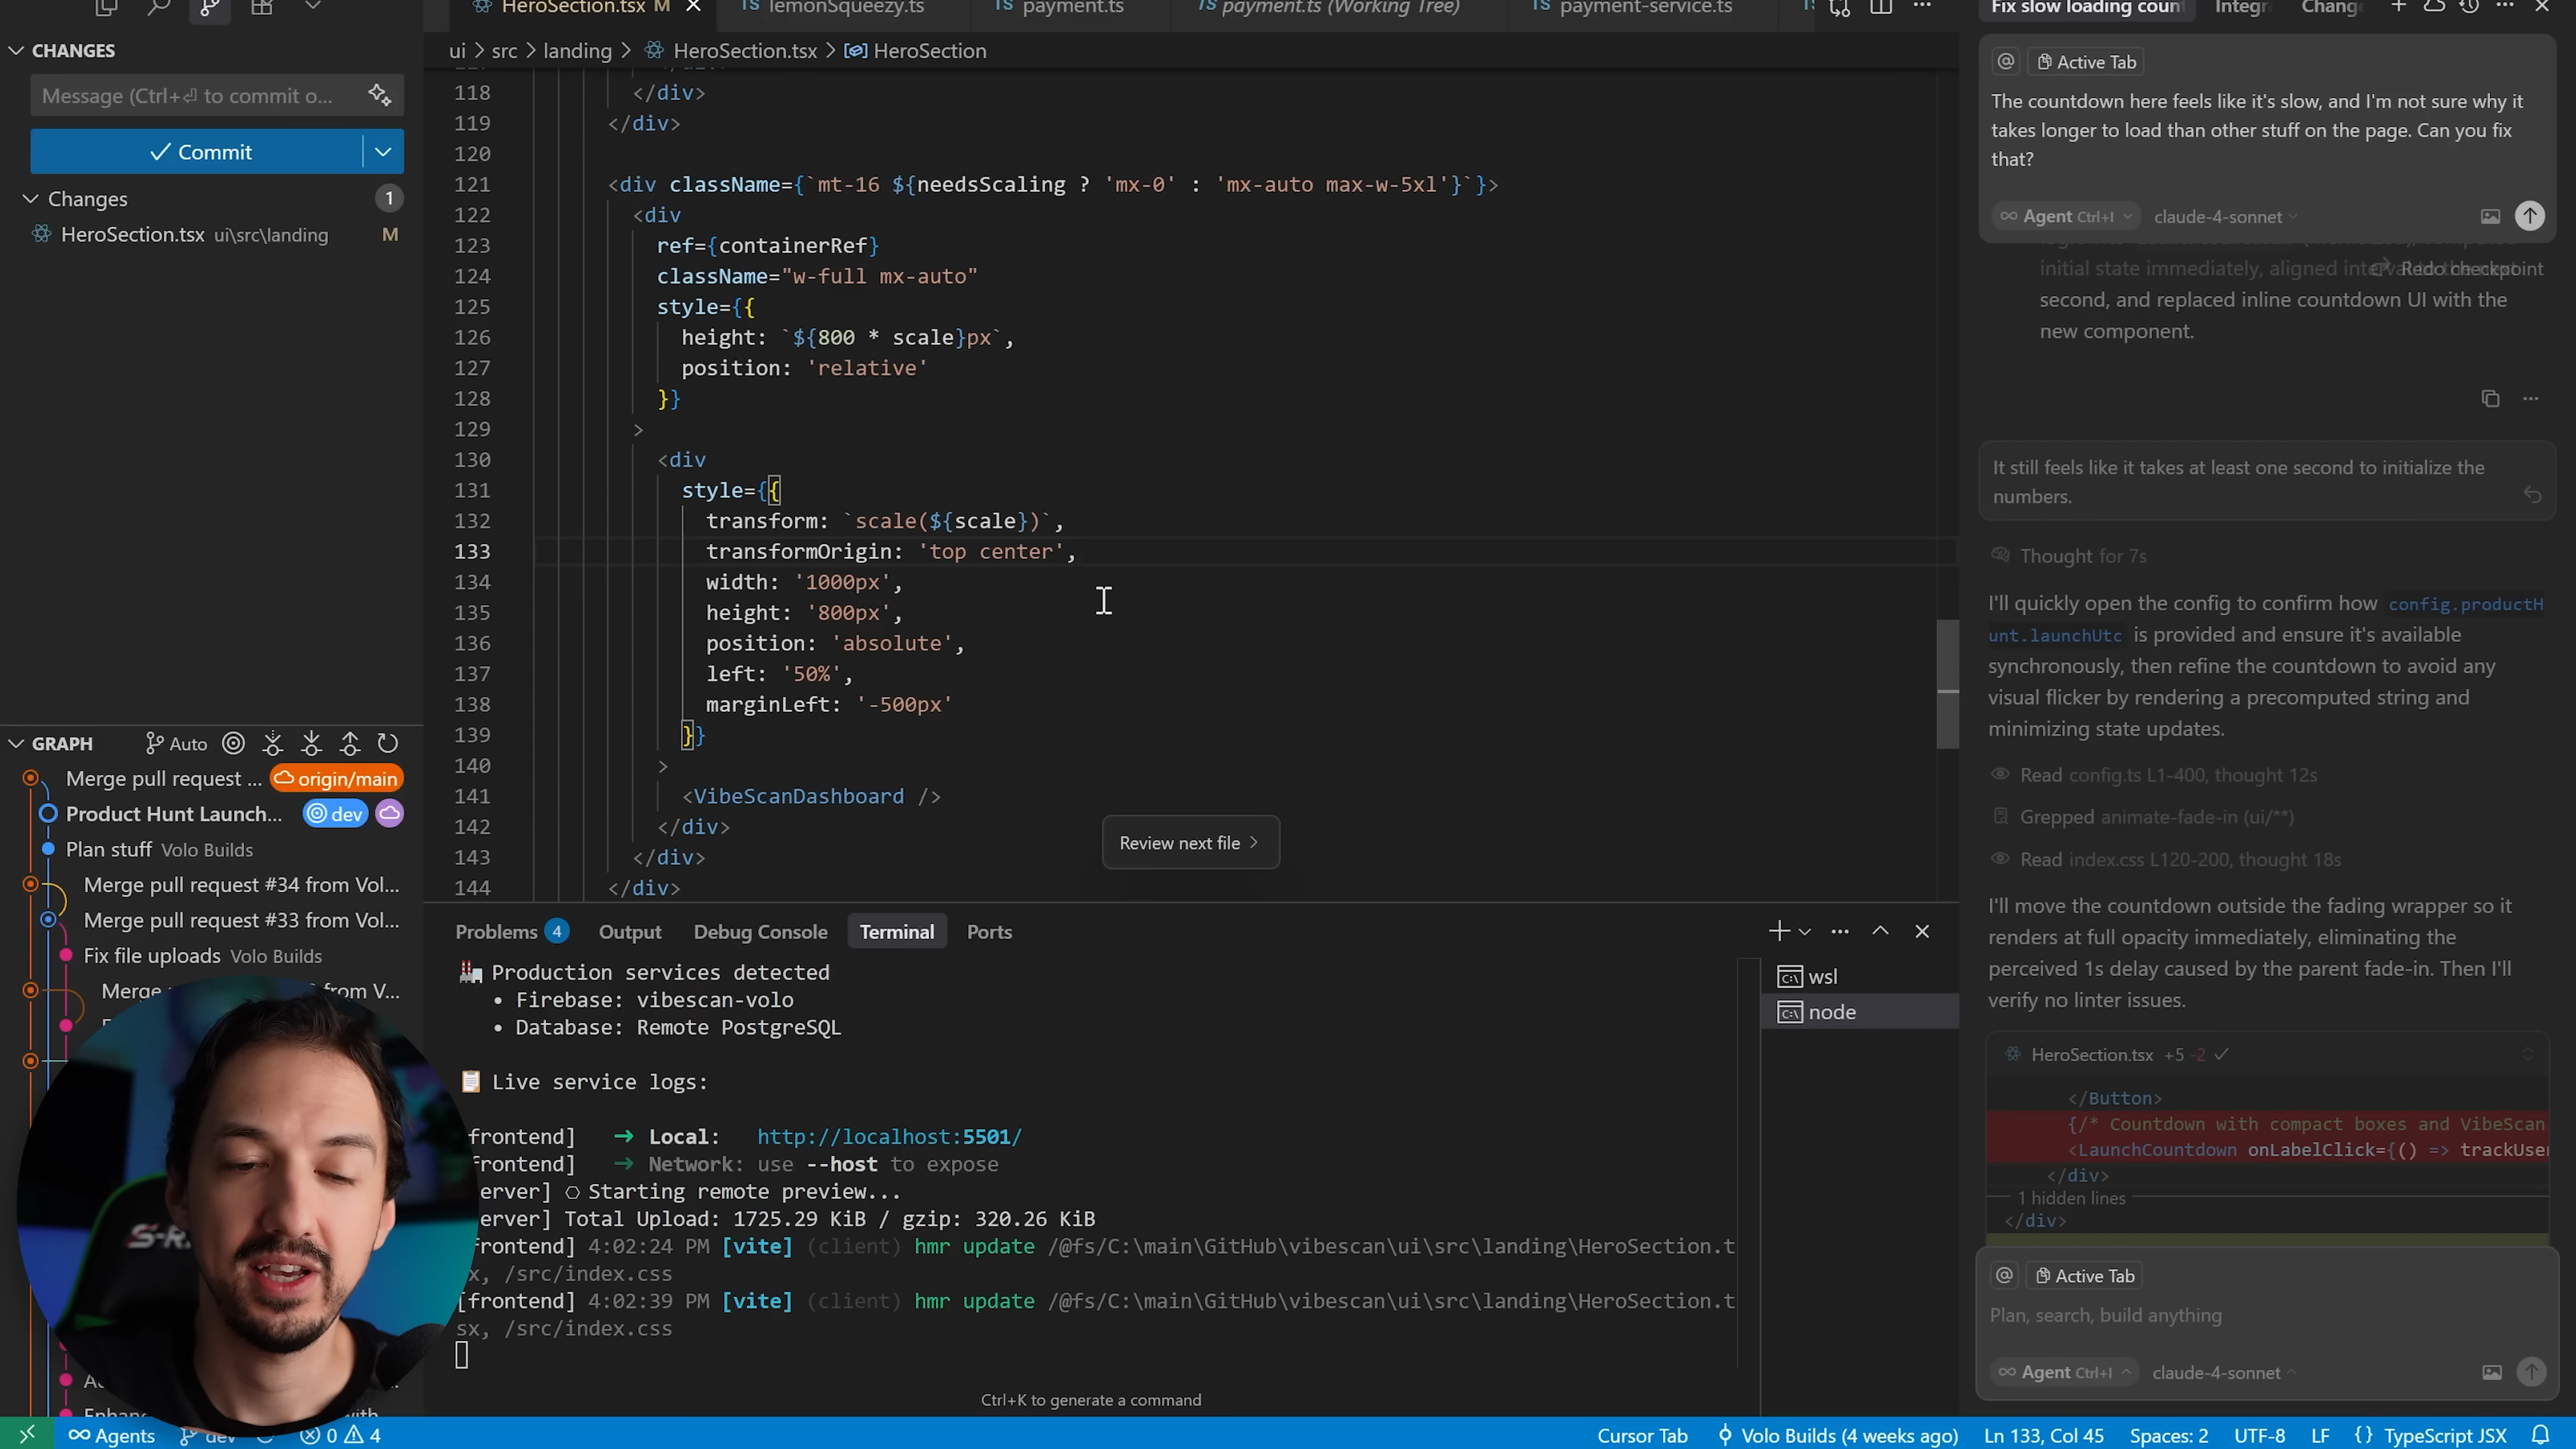 CHANGES
Message (Ctrl+⏎ to commit o...
Commit
Changes 1
HeroSection.tsx ui\src\landing M
GRAPH Auto
Merge pull request ... origin/main
Product Hunt Launch... dev
Plan stuff Volo Builds
Merge pull request #34 from Vol...
Merge pull request #33 from Vol...
Fix file uploads Volo Builds
HeroSection.tsx M
lemonSqueezy.ts
payment.ts
payment.ts (Working Tree)
payment-service.ts
ui > src > landing > HeroSection.tsx > HeroSection
118 </div>
119 </div>
120
121 <div className={`mt-16 ${needsScaling ? 'mx-0' : 'mx-auto max-w-5xl'}`}>
122 <div
123 ref={containerRef}
124 className="w-full mx-auto"
125 style={{
126 height: `${800 * scale}px`,
127 position: 'relative'
128 }}
129 >
130 <div
131 style={{
132 transform: `scale(${scale})`,
133 transformOrigin: 'top center',
134 width: '1000px',
135 height: '800px',
136 position: 'absolute',
137 left: '50%',
138 marginLeft: '-500px'
139 }}
140 >
141 <VibeScanDashboard />
142 </div>
143 </div>
144 </div>
Review next file >
Problems 4 Output Debug Console Terminal Ports
Production services detected
• Firebase: vibescan-volo
• Database: Remote PostgreSQL
Live service logs:
frontend] → Local: http://localhost:5501/
frontend] → Network: use --host to expose
erver] Starting remote preview...
erver] Total Upload: 1725.29 KiB / gzip: 320.26 KiB
frontend] 4:02:24 PM [vite] (client) hmr update /@fs/C:\main\GitHub\vibescan\ui\src\landing\HeroSection.t
x, /src/index.css
[frontend] 4:02:39 PM [vite] (client) hmr update /@fs/C:\main\GitHub\vibescan\ui\src\landing\HeroSection.t
sx, /src/index.css
Ctrl+K to generate a command
wsl
node
Fix slow loading coun
Integr
Change
@ Active Tab
The countdown here feels like it's slow, and I'm not sure why it
takes longer to load than other stuff on the page. Can you fix
that?
Agent Ctrl+I claude-4-sonnet
Redo checkpoint
initial state immediately, aligned
second, and replaced inline countdown UI with the
new component.
It still feels like it takes at least one second to initialize the
numbers.
Thought for 7s
I'll quickly open the config to confirm how config.productH
unt.launchUtc is provided and ensure it's available
synchronously, then refine the countdown to avoid any
visual flicker by rendering a precomputed string and
minimizing state updates.
Read config.ts L1-400, thought 12s
Grepped animate-fade-in (ui/**)
Read index.css L120-200, thought 18s
I'll move the countdown outside the fading wrapper so it
renders at full opacity immediately, eliminating the
perceived 1s delay caused by the parent fade-in. Then I'll
verify no linter issues.
HeroSection.tsx +5 -2
</Button>
{/* Countdown with compact boxes and VibeScan
<LaunchCountdown onLabelClick={() => trackUser
</div>
1 hidden lines
</div>
@ Active Tab
Plan, search, build anything
Agent Ctrl+I claude-4-sonnet
Agents dev 0 4
Cursor Tab Volo Builds (4 weeks ago) Ln 133, Col 45 Spaces: 2 UTF-8 LF {} TypeScript JSX